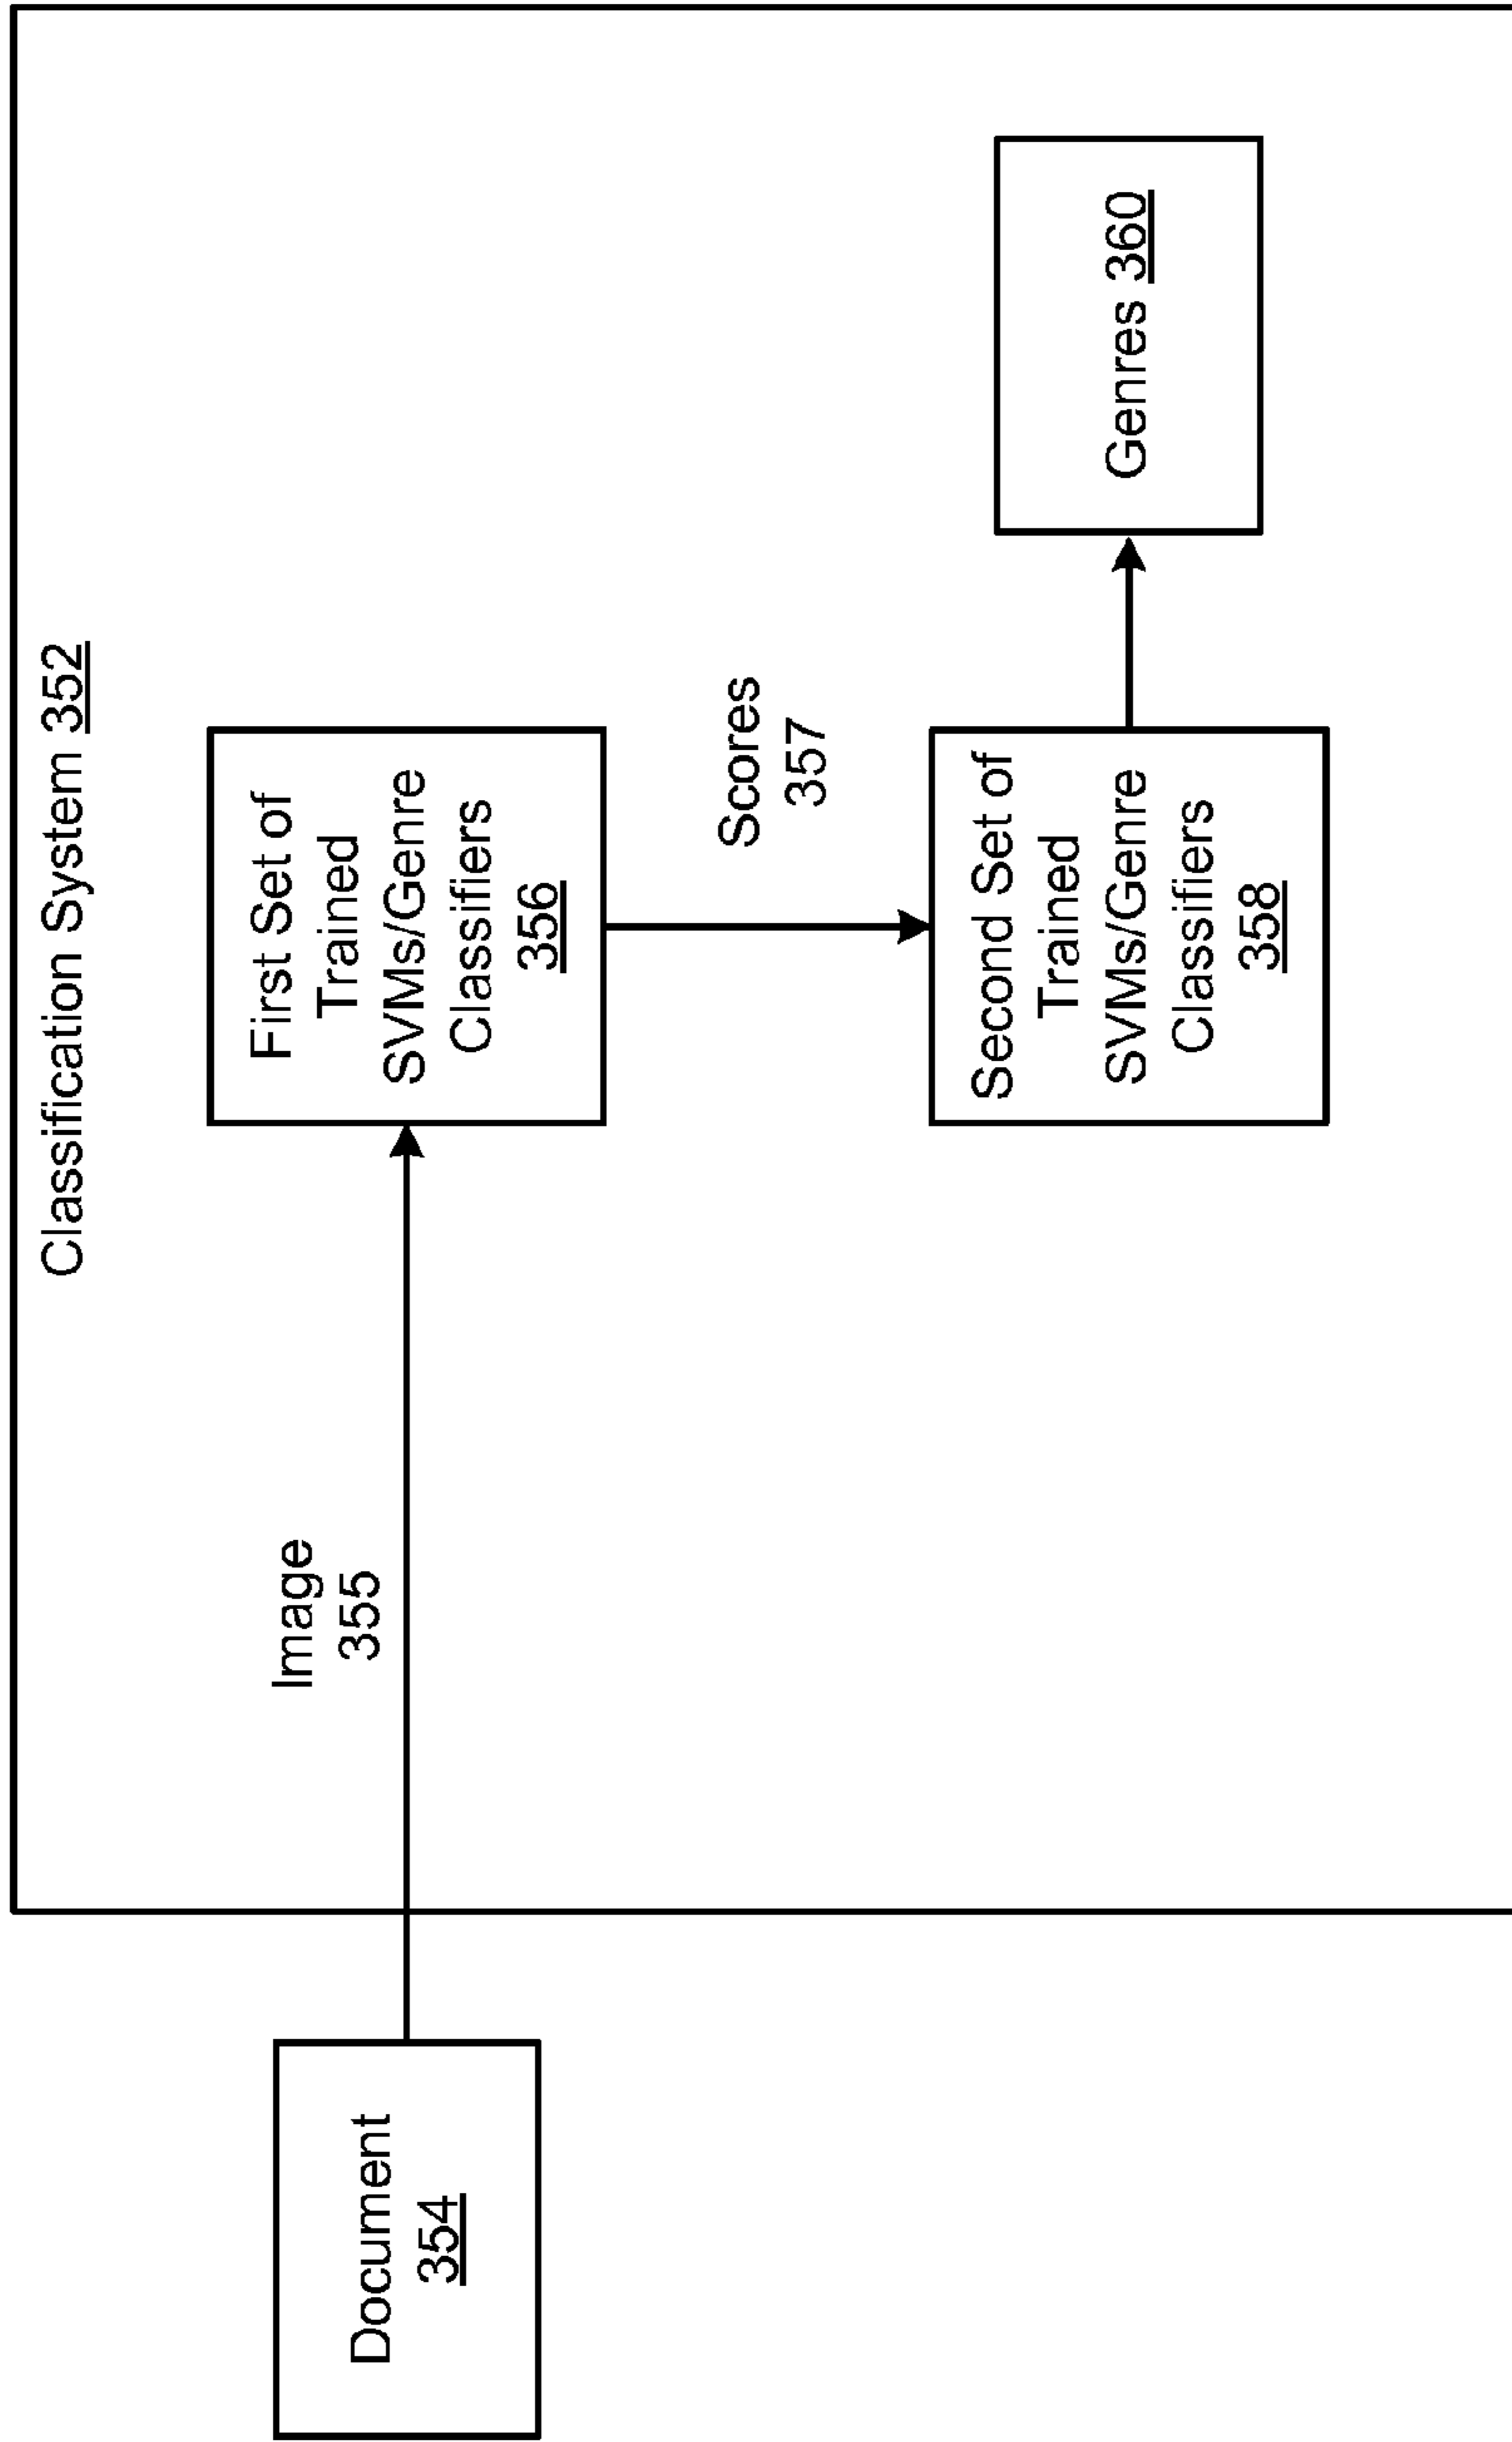 Classification System 352
Document
354
Image
355
First Set of
Trained
SVMs/Genre
Classifiers
356
Scores
357
Second Set of
Trained
SVMs/Genre
Classifiers
358
Genres 360